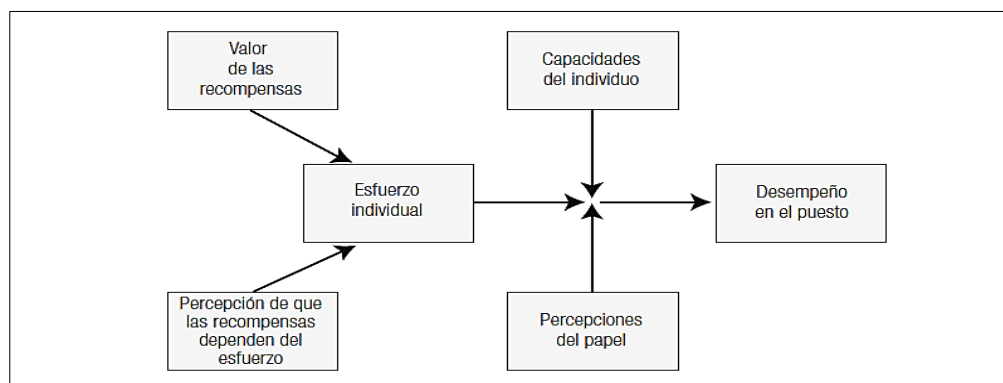 Valor
de las
recompensas
Capacidades
del individuo
Esfuerzo
individual
Desempeño
en el puesto
Percepción de que
las recompensas
dependen del
esfuerzo
Percepciones
del papel